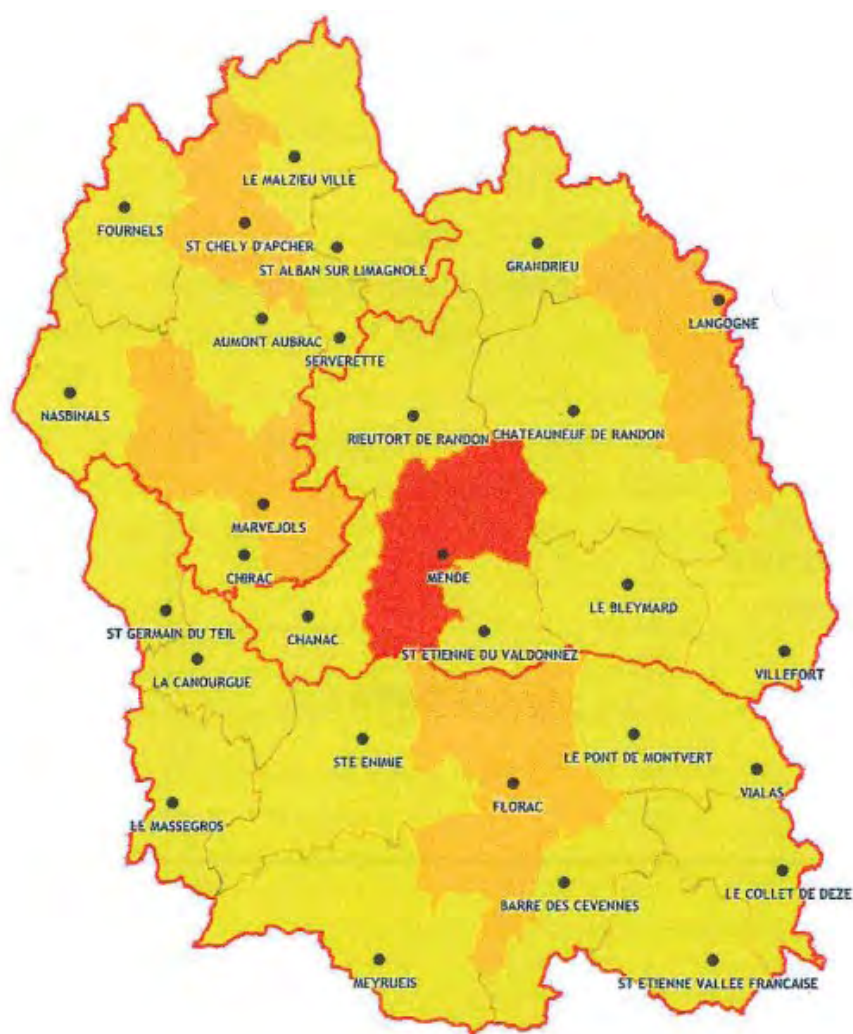 LE MALZIEU VILLE
FOURNELS
ST CHELY D'APCHER
ST ALBAN SUR LIMAGNOLE
GRANDRIEU
LANGOGNE
AUMONT AUBRAC
SERVERETTE
NASBINALS
RIEUTORT DE RANDON
CHATEAUNEUF DE RANDON
MARVEJOLS
CHIRAC
MENDE
LE BLEYMARD
ST GERMAIN DU TEIL
CHANAC
ST ETIENNE DU VALDONNEZ
LA CANOURGUE
VILLEFORT
STE ENIMIE
LE PONT DE MONTVERT
FLORAC
VIALAS
LE MASSEGROS
LE COLLET DE DEZE
BARRE DES CEVENNES
MEYRUEIS
ST ETIENNE VALLEE FRANCAISE